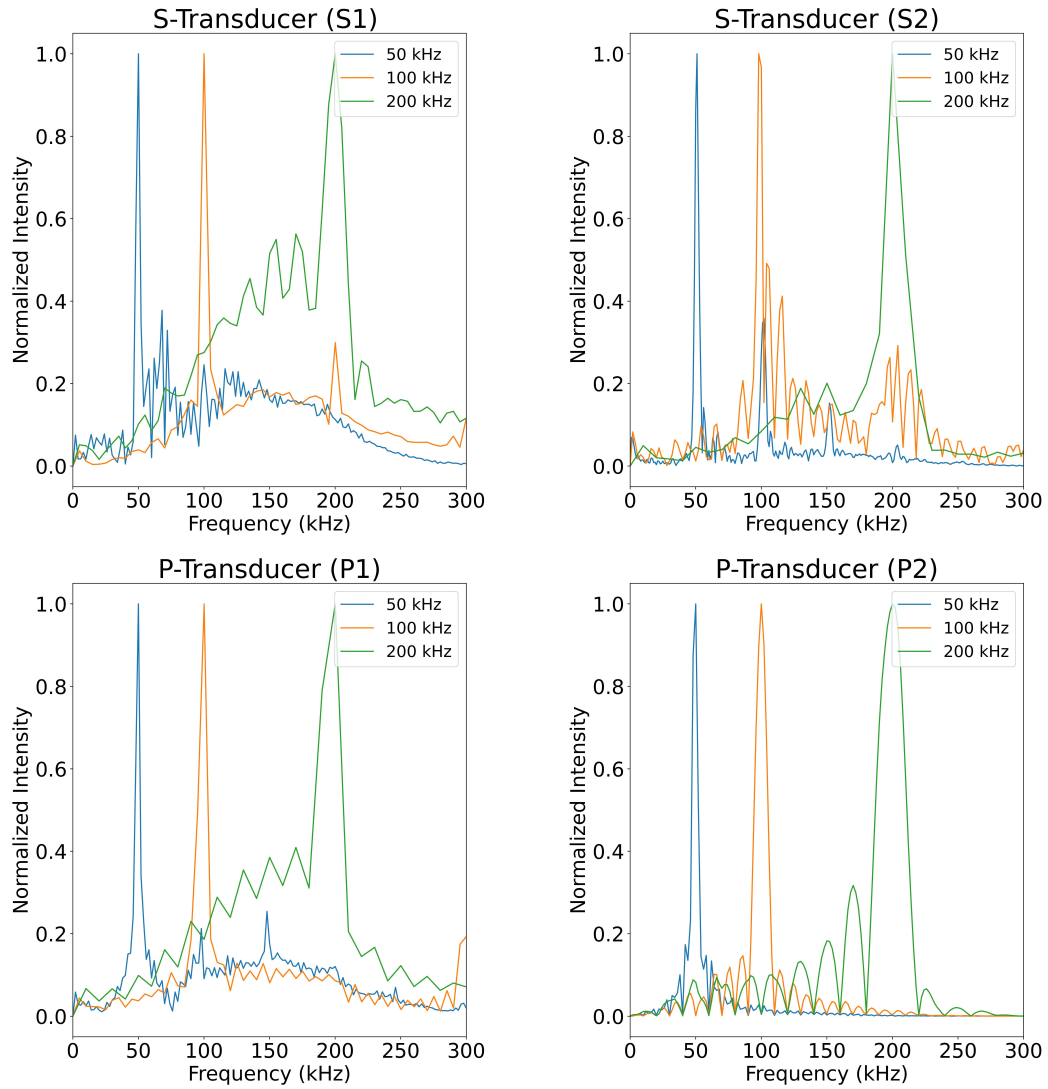 S-Transducer (S1)
1.0
0.8
0.6
0.4
0.2
0.0
Normalized Intensity
50 kHz
100 kHz
200 kHz
0 50 100 150 200 250 300
Frequency (kHz)
S-Transducer (S2)
1.0
0.8
0.6
0.4
0.2
0.0
Normalized Intensity
50 kHz
100 kHz
200 kHz
0 50 100 150 200 250 300
Frequency (kHz)
P-Transducer (P1)
1.0
0.8
0.6
0.4
0.2
0.0
Normalized Intensity
50 kHz
100 kHz
200 kHz
0 50 100 150 200 250 300
Frequency (kHz)
P-Transducer (P2)
1.0
0.8
0.6
0.4
0.2
0.0
Normalized Intensity
50 kHz
100 kHz
200 kHz
0 50 100 150 200 250 300
Frequency (kHz)